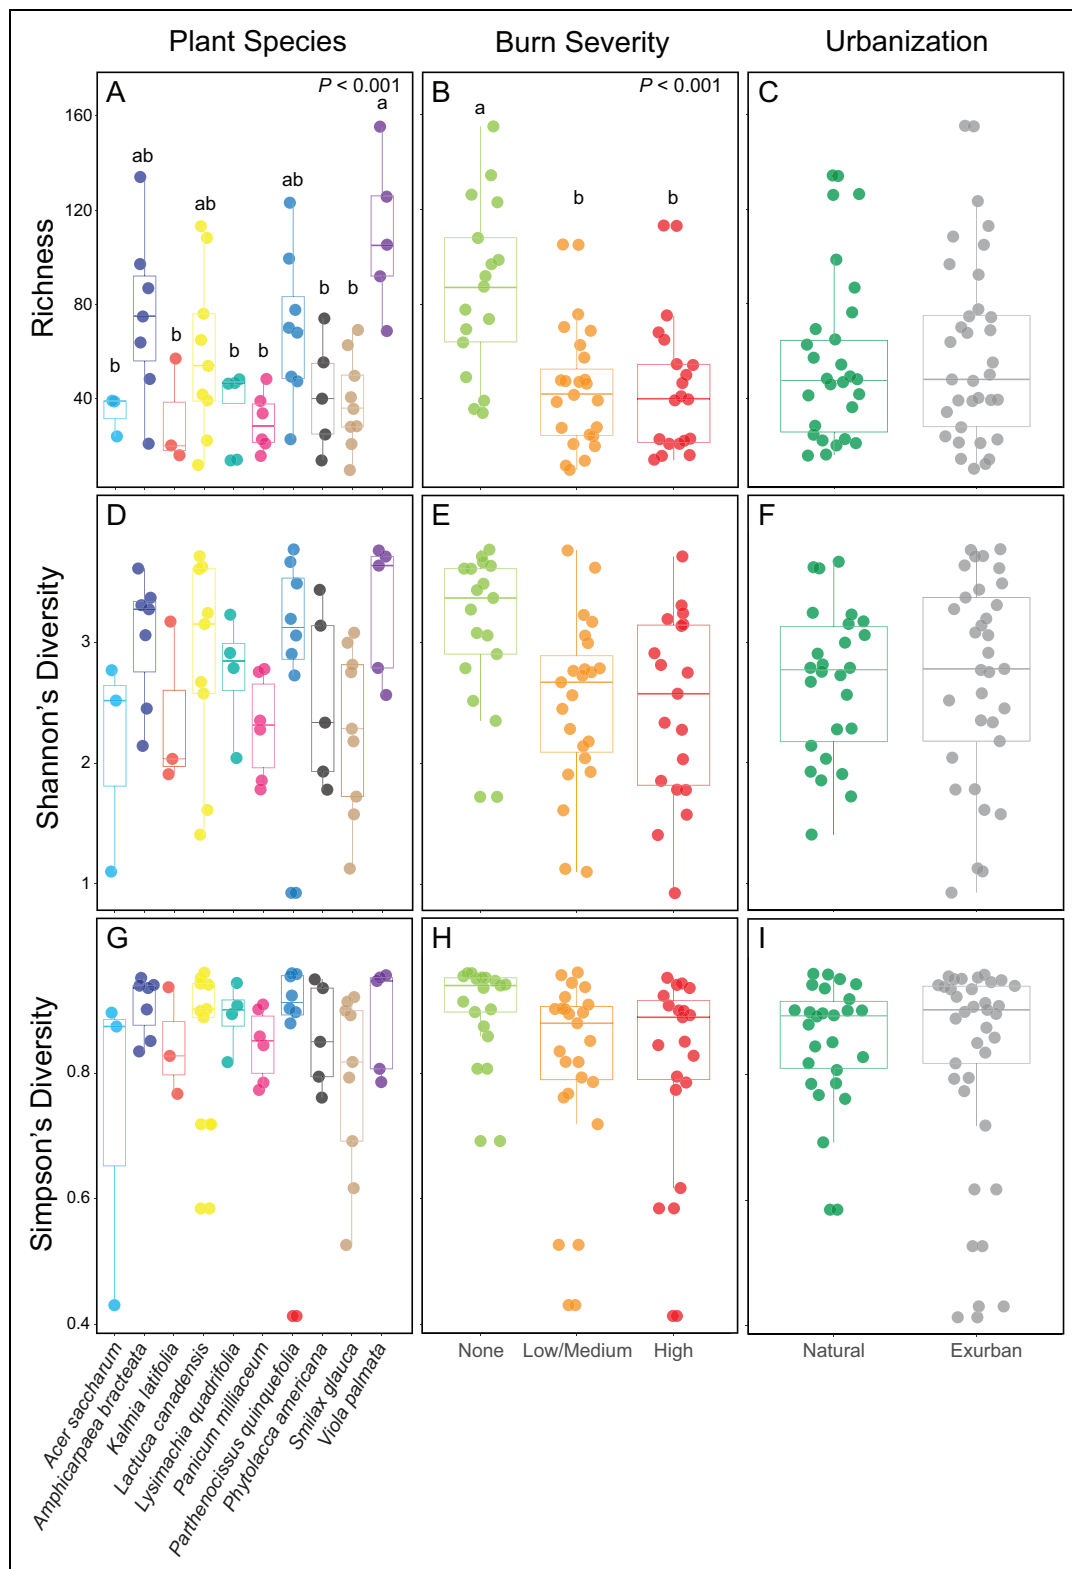 Plant Species
Burn Severity
Urbanization
A
P < 0.001
B
P < 0.001
C
Richness
160
120
80
40
b
ab
b
ab
b
b
ab
b
b
a
a
b
b
D
E
F
Shannon's Diversity
3
2
1
G
H
I
Simpson's Diversity
0.8
0.6
0.4
Acer saccharum
Amphicarpaea bracteata
Kalmia latifolia
Lactuca canadensis
Lysimachia quadrifolia
Panicum milliaceum
Parthenocissus quinquefolia
Phytolacca americana
Smilax glauca
Viola palmata
None
Low/Medium
High
Natural
Exurban